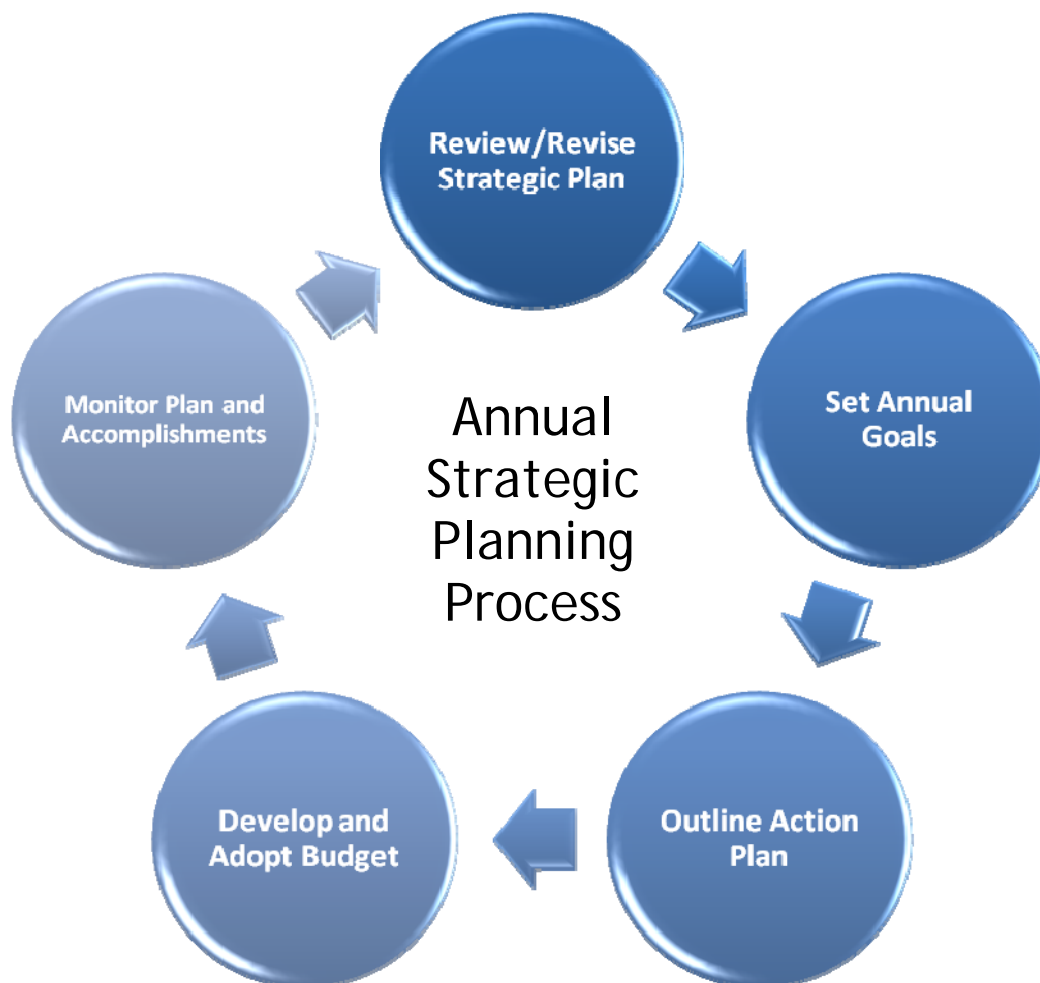 Review/Revise
Strategic Plan
Set Annual
Goals
Outline Action
Plan
Develop and
Adopt Budget
Monitor Plan and
Accomplishments
Annual
Strategic
Planning
Process